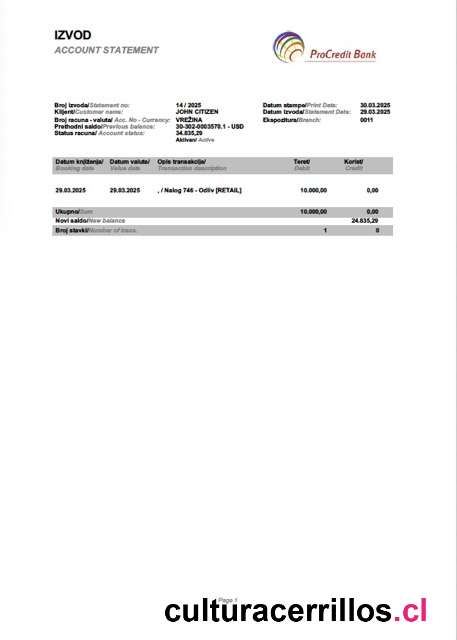 IZVOD
ACCOUNT STATEMENT
ProCredit Bank
Broj izvoda/Statement no: 14 / 2025 Datum stampe/Print Date: 30.03.2025
Klijent/Customer name: JOHN CITIZEN Datum izvoda/Statement Date: 29.03.2025
Broj racuna - valuta/ Acc. No - Currency: VREŽINA Ekspozitura/Branch: 0011
Prethodni saldo/Previous balance: 30-302-0003570.1 - USD
Status racuna/ Account status: 34.835,29
Aktivan/ Active
Datum knjiženja/ Datum valute/ Opis transakcije/ Teret/ Korist/
Booking date Value date Transaction description Debit Credit
29.03.2025 29.03.2025 , / Nalog 746 - Odliv [RETAIL] 10.000,00 0,00
Ukupno/Sum 10.000,00 0,00
Novi saldo/New balance 24.835,29
Broj stavki/Number of trans. 1 0
Page 1
culturacerrillos.cl